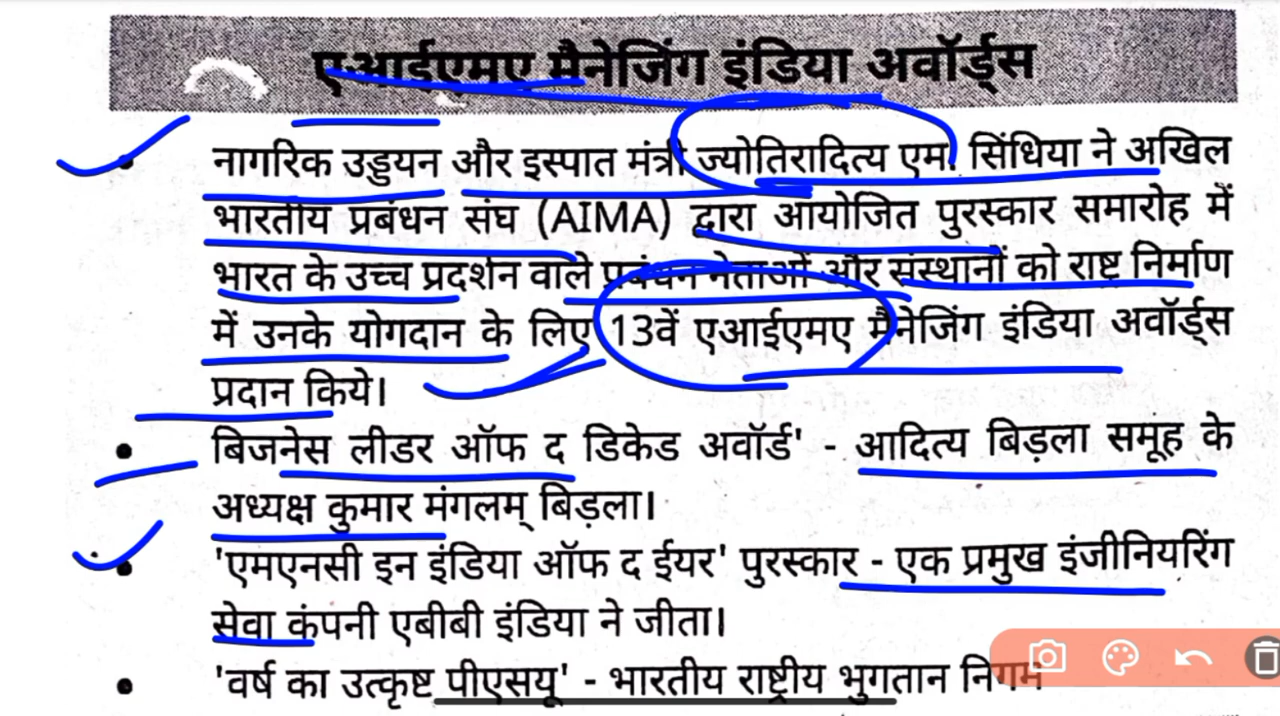 एआईएमए मैनेजिंग इंडिया अवॉर्ड्स
नागरिक उड्डयन और इस्पात मंत्री ज्योतिरादित्य एम. सिंधिया ने अखिल
भारतीय प्रबंधन संघ (AIMA) द्वारा आयोजित पुरस्कार समारोह में
भारत के उच्च प्रदर्शन वाले प्रबंधन नेताओं और संस्थानों को राष्ट्र निर्माण
में उनके योगदान के लिए 13वें एआईएमए मैनेजिंग इंडिया अवॉर्ड्स
प्रदान किये।
बिजनेस लीडर ऑफ द डिकेड अवॉर्ड' - आदित्य बिड़ला समूह के
अध्यक्ष कुमार मंगलम् बिड़ला।
'एमएनसी इन इंडिया ऑफ द ईयर' पुरस्कार - एक प्रमुख इंजीनियरिंग
सेवा कंपनी एबीबी इंडिया ने जीता।
'वर्ष का उत्कृष्ट पीएसयू' - भारतीय राष्ट्रीय भुगतान निगम